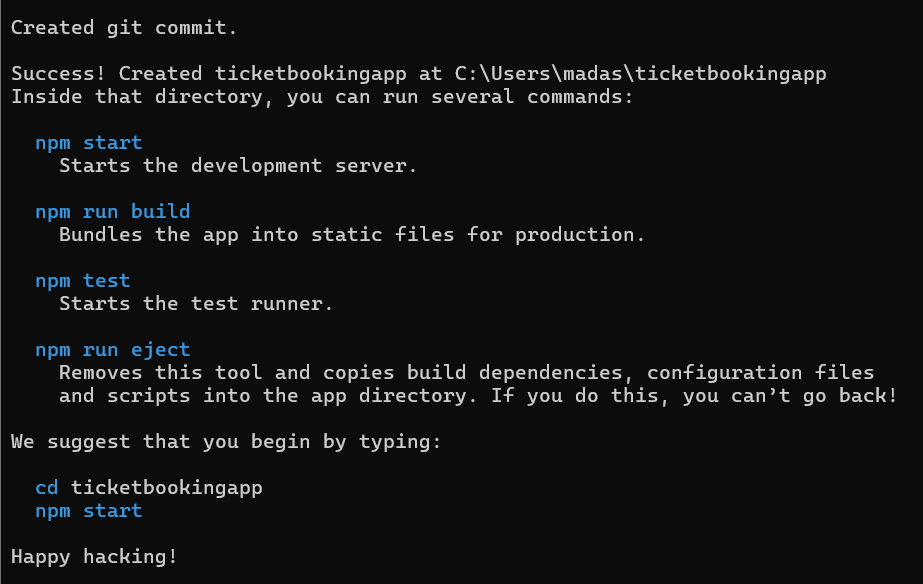 Created git commit.
Success! Created ticketbookingapp at C:\Users\madas\ticketbookingapp
Inside that directory, you can run several commands:
npm start
Starts the development server.
npm run build
Bundles the app into static files for production.
npm test
Starts the test runner.
npm run eject
Removes this tool and copies build dependencies, configuration files
and scripts into the app directory. If you do this, you can’t go back!
We suggest that you begin by typing:
cd ticketbookingapp
npm start
Happy hacking!